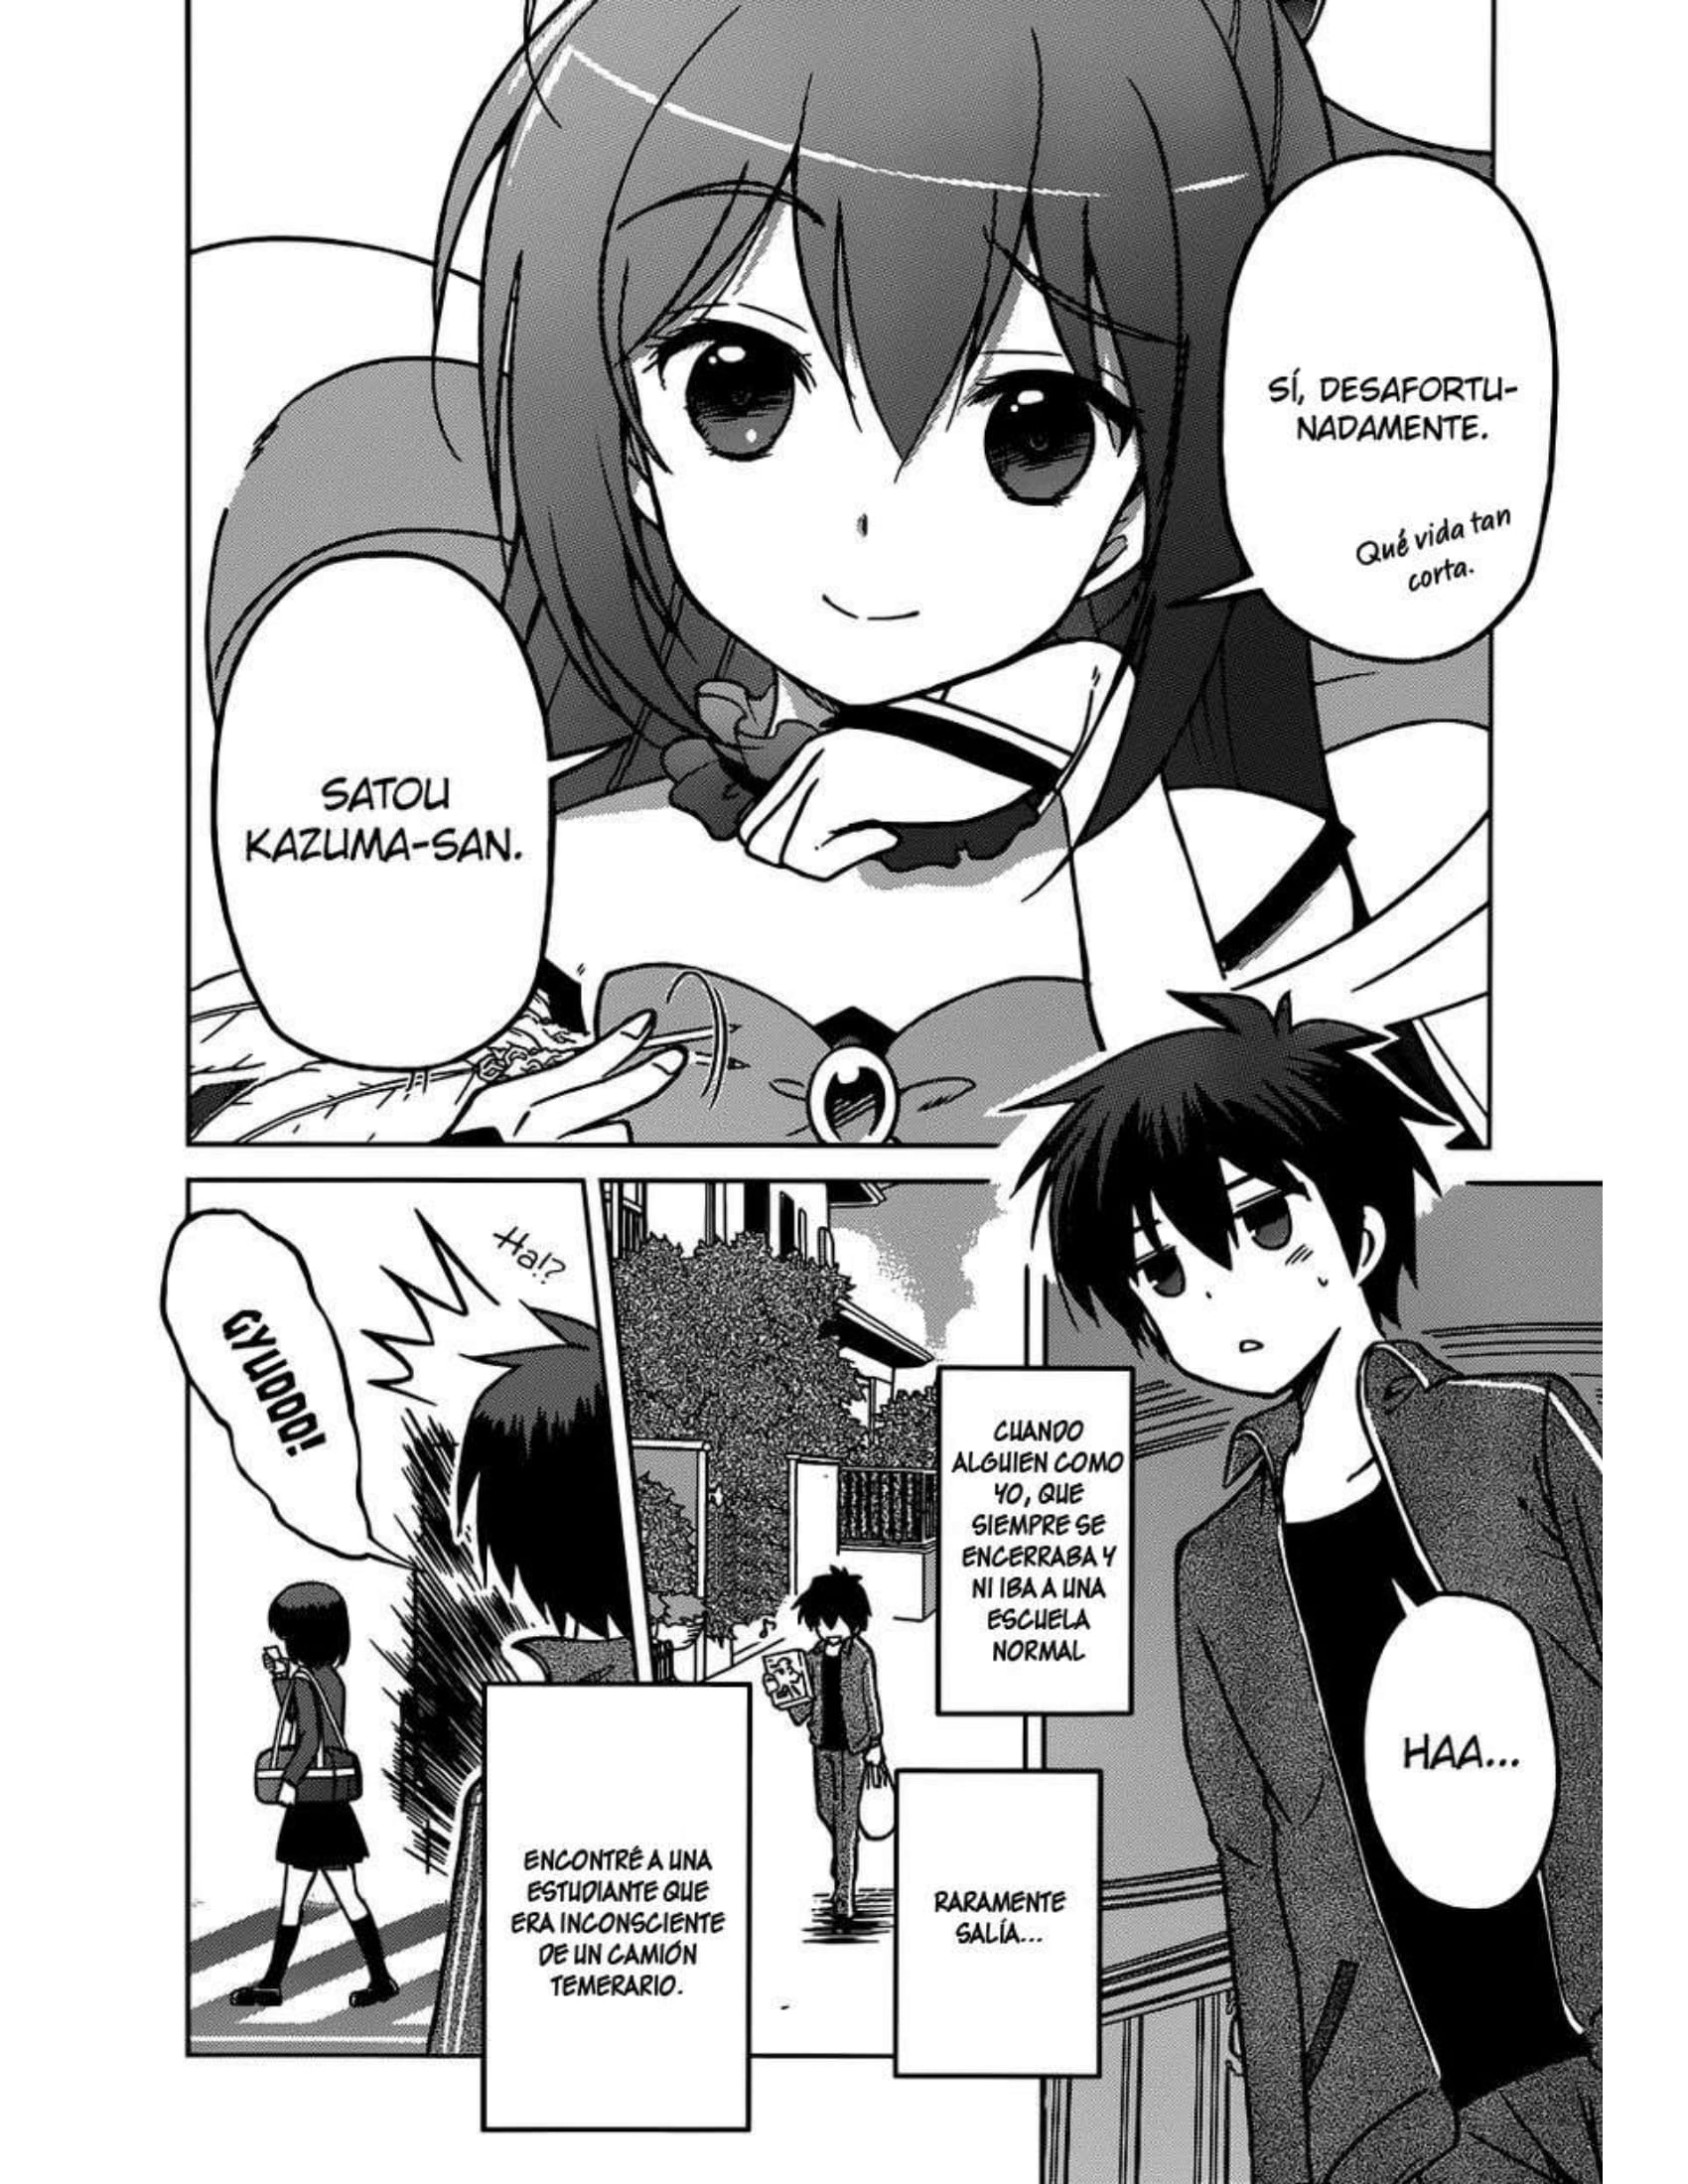 SÍ, DESAFORTU-
NADAMENTE.
Qué vida tan
corta.
SATOU
KAZUMA-SAN.
HAA...
CUANDO
ALGUIEN COMO
YO, QUE
SIEMPRE SE
ENCERRABA Y
NI IBA A UNA
ESCUELA
NORMAL
RARAMENTE
SALÍA...
Ha!?
GYUOOO!
ENCONTRÉ A UNA
ESTUDIANTE QUE
ERA INCONSCIENTE
DE UN CAMIÓN
TEMERARIO.